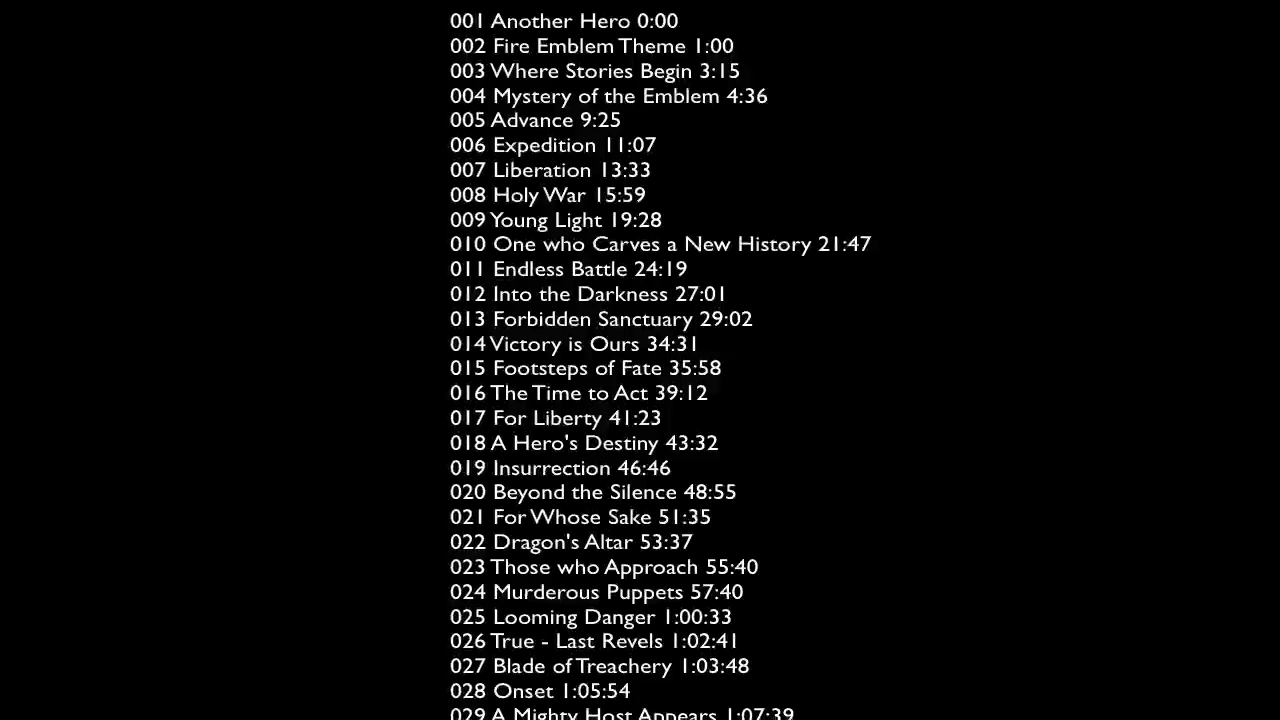 001 Another Hero 0:00
002 Fire Emblem Theme 1:00
003 Where Stories Begin 3:15
004 Mystery of the Emblem 4:36
005 Advance 9:25
006 Expedition 11:07
007 Liberation 13:33
008 Holy War 15:59
009 Young Light 19:28
010 One who Carves a New History 21:47
011 Endless Battle 24:19
012 Into the Darkness 27:01
013 Forbidden Sanctuary 29:02
014 Victory is Ours 34:31
015 Footsteps of Fate 35:58
016 The Time to Act 39:12
017 For Liberty 41:23
018 A Hero's Destiny 43:32
019 Insurrection 46:46
020 Beyond the Silence 48:55
021 For Whose Sake 51:35
022 Dragon's Altar 53:37
023 Those who Approach 55:40
024 Murderous Puppets 57:40
025 Looming Danger 1:00:33
026 True - Last Revels 1:02:41
027 Blade of Treachery 1:03:48
028 Onset 1:05:54
029 A Mighty Host Appears 1:07:39